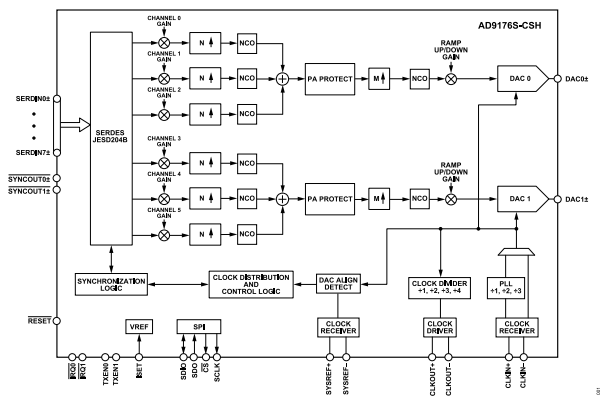 AD9176S-CSH
CHANNEL 0
GAIN
N
NCO
CHANNEL 1
GAIN
N
NCO
CHANNEL 2
GAIN
N
NCO
PA PROTECT
M
NCO
RAMP
UP/DOWN
GAIN
DAC 0
DAC0±
SERDIN0±
SERDIN7±
SYNCOUT0±
SYNCOUT1±
SERDES
JESD204B
CHANNEL 3
GAIN
N
NCO
CHANNEL 4
GAIN
N
NCO
CHANNEL 5
GAIN
N
NCO
PA PROTECT
M
NCO
RAMP
UP/DOWN
GAIN
DAC 1
DAC1±
SYNCHRONIZATION
LOGIC
CLOCK DISTRIBUTION
AND
CONTROL LOGIC
DAC ALIGN
DETECT
CLOCK DIVIDER
÷1, ÷2, ÷3, ÷4
PLL
÷1, ÷2, ÷3
RESET
VREF
SPI
CLOCK
RECEIVER
CLOCK
DRIVER
CLOCK
RECEIVER
IRQ0
IRQ1
TXEN0
TXEN1
ISET
SDIO
SDO
CS
SCLK
SYSREF+
SYSREF–
CLKOUT+
CLKOUT–
CLKIN+
CLKIN–
001